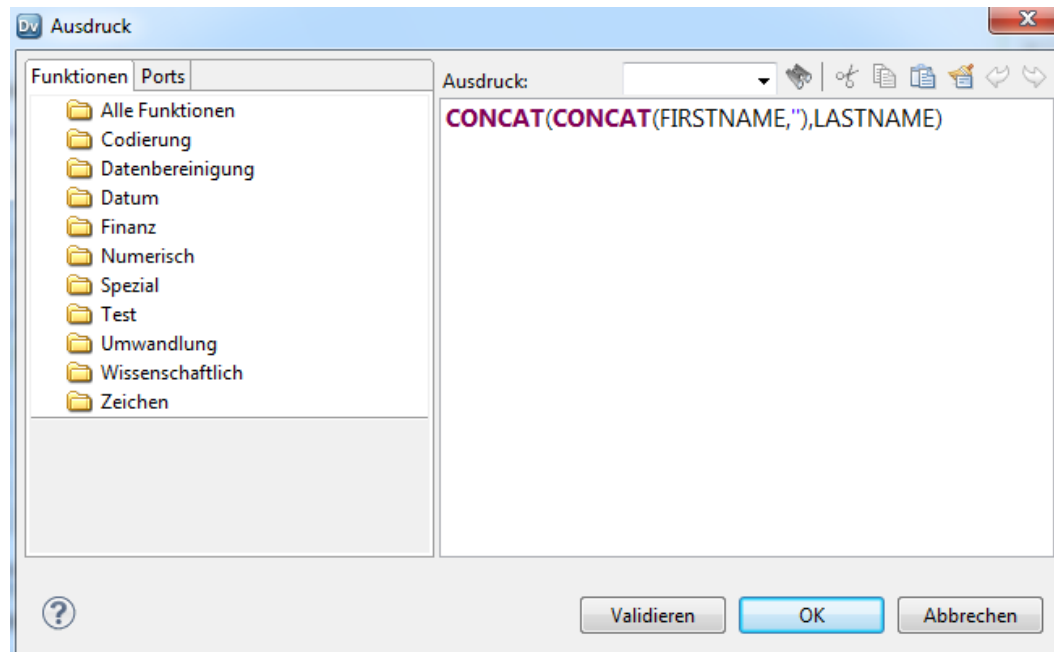 Dv Ausdruck
Funktionen Ports
Alle Funktionen
Codierung
Datenbereinigung
Datum
Finanz
Numerisch
Spezial
Test
Umwandlung
Wissenschaftlich
Zeichen
Ausdruck:
CONCAT(CONCAT(FIRSTNAME,''),LASTNAME)
?
Validieren OK Abbrechen